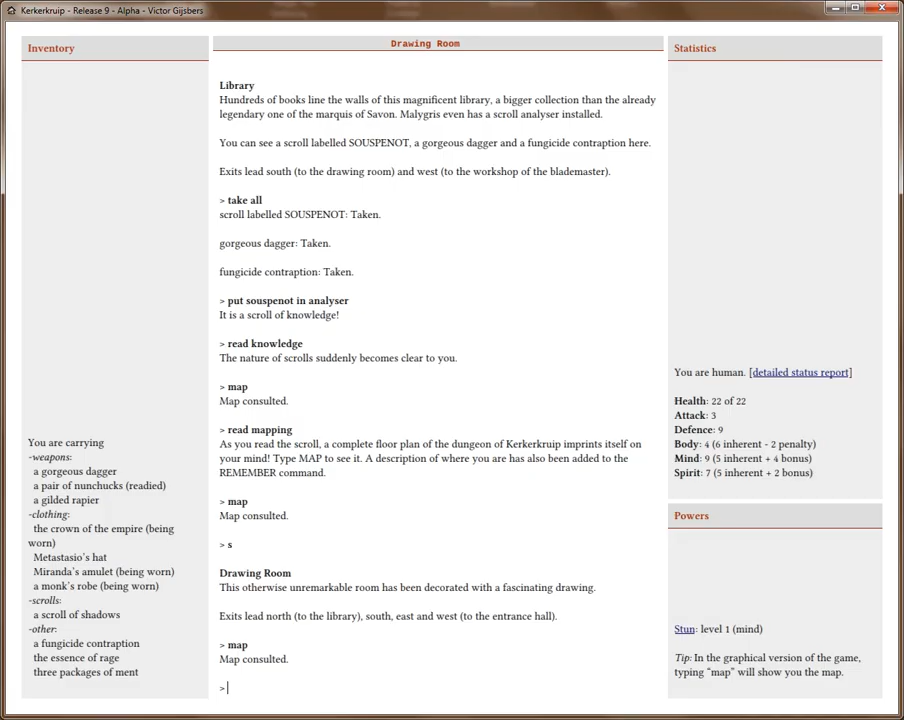 Kerkerkruip - Release 9 - Alpha - Victor Gijsbers
Inventory
You are carrying
-weapons:
a gorgeous dagger
a pair of nunchucks (readied)
a gilded rapier
-clothing:
the crown of the empire (being
worn)
Metastasio's hat
Miranda's amulet (being worn)
a monk's robe (being worn)
-scrolls:
a scroll of shadows
-other:
a fungicide contraption
the essence of rage
three packages of ment
Drawing Room
Library
Hundreds of books line the walls of this magnificent library, a bigger collection than the already
legendary one of the marquis of Savon. Malygris even has a scroll analyser installed.
You can see a scroll labelled SOUSPENOT, a gorgeous dagger and a fungicide contraption here.
Exits lead south (to the drawing room) and west (to the workshop of the blademaster).
> take all
scroll labelled SOUSPENOT: Taken.
gorgeous dagger: Taken.
fungicide contraption: Taken.
> put souspenot in analyser
It is a scroll of knowledge!
> read knowledge
The nature of scrolls suddenly becomes clear to you.
> map
Map consulted.
> read mapping
As you read the scroll, a complete floor plan of the dungeon of Kerkerkruip imprints itself on
your mind! Type MAP to see it. A description of where you are has also been added to the
REMEMBER command.
> map
Map consulted.
> s
Drawing Room
This otherwise unremarkable room has been decorated with a fascinating drawing.
Exits lead north (to the library), south, east and west (to the entrance hall).
> map
Map consulted.
>
Statistics
You are human. [detailed status report]
Health: 22 of 22
Attack: 3
Defence: 9
Body: 4 (6 inherent - 2 penalty)
Mind: 9 (5 inherent + 4 bonus)
Spirit: 7 (5 inherent + 2 bonus)
Powers
Stun: level 1 (mind)
Tip: In the graphical version of the game,
typing “map” will show you the map.